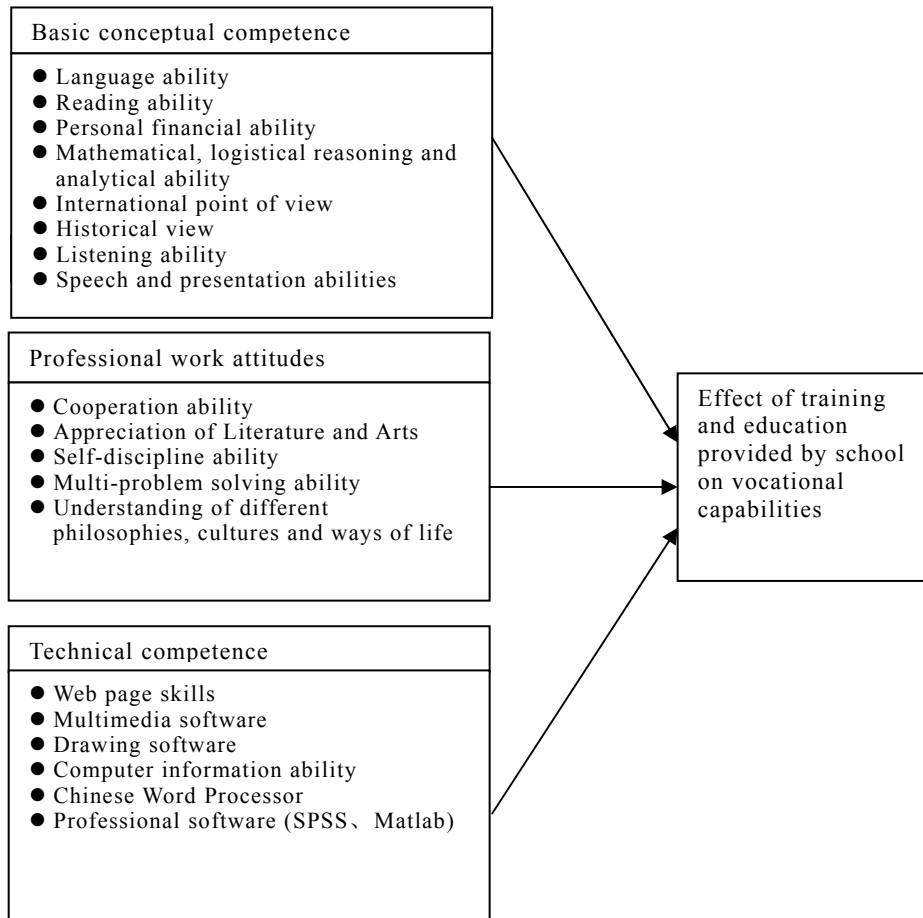 Basic conceptual competence
● Language ability
● Reading ability
● Personal financial ability
● Mathematical, logistical reasoning and
analytical ability
● International point of view
● Historical view
● Listening ability
● Speech and presentation abilities
Professional work attitudes
● Cooperation ability
● Appreciation of Literature and Arts
● Self-discipline ability
● Multi-problem solving ability
● Understanding of different
philosophies, cultures and ways of life
Technical competence
● Web page skills
● Multimedia software
● Drawing software
● Computer information ability
● Chinese Word Processor
● Professional software (SPSS、Matlab)
Effect of training
and education
provided by school
on vocational
capabilities